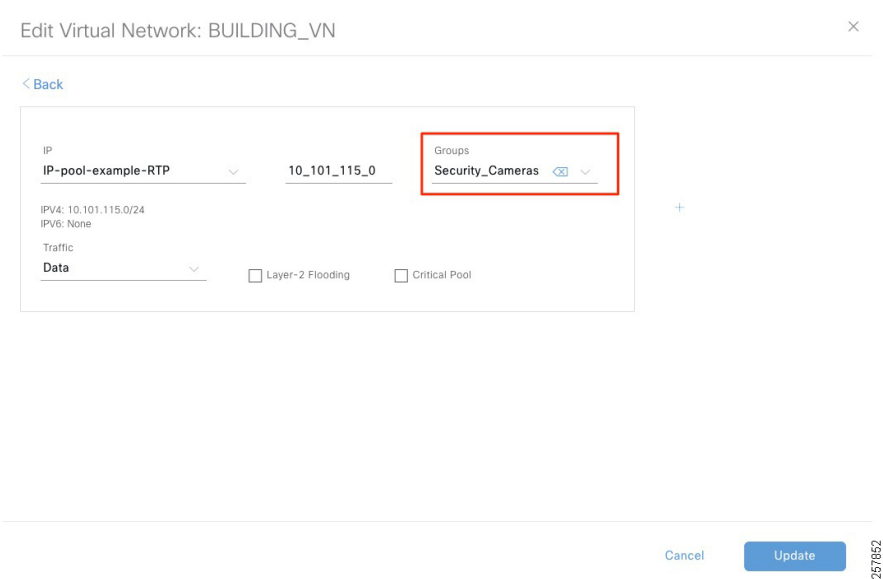 Edit Virtual Network: BUILDING_VN
Back
IP
Groups
IP-pool-example-RTP
10_101_115_0
Security_Cameras
IPV4: 10.101.115.0/24
IPV6: None
Traffic
Data
Layer-2 Flooding
Critical Pool
Cancel
Update
257852